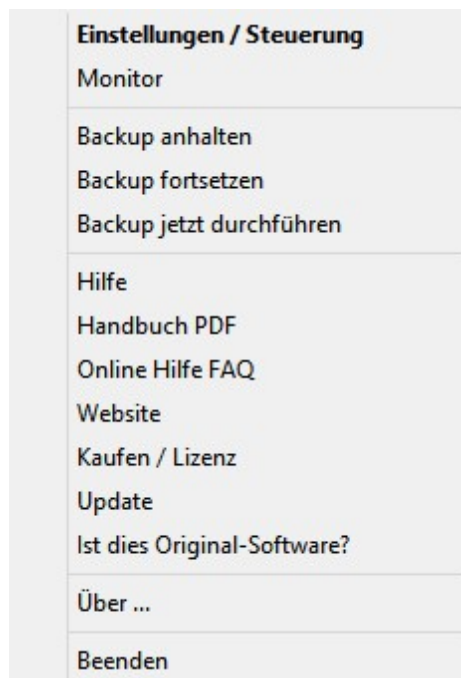 Einstellungen / Steuerung
Monitor
Backup anhalten
Backup fortsetzen
Backup jetzt durchführen
Hilfe
Handbuch PDF
Online Hilfe FAQ
Website
Kaufen / Lizenz
Update
Ist dies Original-Software?
Über ...
Beenden